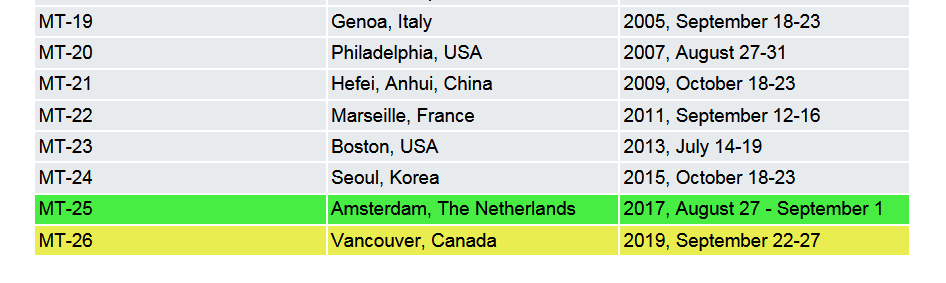 MT-19 Genoa, Italy 2005, September 18-23
MT-20 Philadelphia, USA 2007, August 27-31
MT-21 Hefei, Anhui, China 2009, October 18-23
MT-22 Marseille, France 2011, September 12-16
MT-23 Boston, USA 2013, July 14-19
MT-24 Seoul, Korea 2015, October 18-23
MT-25 Amsterdam, The Netherlands 2017, August 27 - September 1
MT-26 Vancouver, Canada 2019, September 22-27